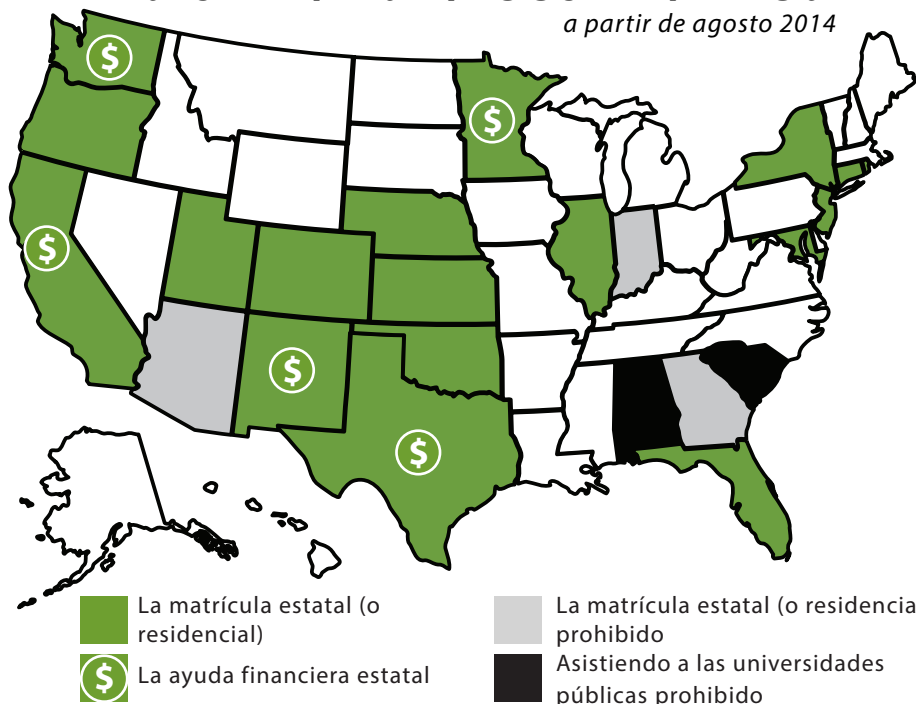 a partir de agosto 2014
$
$
$
$
$
La matrícula estatal (o
residencial)
$ La ayuda financiera estatal
La matrícula estatal (o residencia
prohibido
Asistiendo a las universidades
públicas prohibido